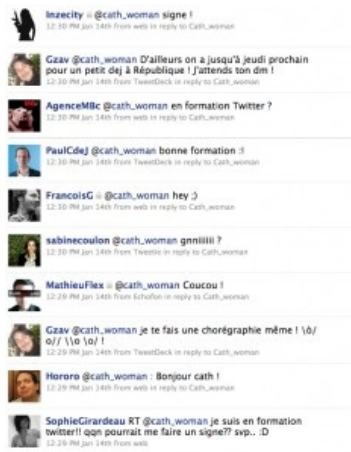 Inzecity @cath_woman signe !
12:30 PM Jan 14th from web in reply to Cath_woman
Gzav @cath_woman D'ailleurs on a jusqu'à jeudi prochain
pour un petit dej à République ! J'attends ton dm !
12:30 PM Jan 14th from TweetDeck in reply to Cath_woman
AgenceMBc @cath_woman en formation Twitter ?
12:30 PM Jan 14th from web in reply to Cath_woman
PaulCdeJ @cath_woman bonne formation :!
12:30 PM Jan 14th from TweetDeck in reply to Cath_woman
FrancoisG @cath_woman hey ;)
12:30 PM Jan 14th from web in reply to Cath_woman
sabinecoulon @cath_woman gnniiiiii ?
12:30 PM Jan 14th from Tweetie in reply to Cath_woman
MathieuFlex @cath_woman Coucou !
12:29 PM Jan 14th from Echofon in reply to Cath_woman
Gzav @cath_woman je te fais une chorégraphie même ! \ò/
o// \\o \o/ !
12:29 PM Jan 14th from TweetDeck in reply to Cath_woman
Hororo @cath_woman : Bonjour cath !
12:29 PM Jan 14th from web in reply to Cath_woman
SophieGirardeau RT @cath_woman je suis en formation
twitter!! qqn pourrait me faire un signe?? svp.. :D
12:29 PM Jan 14th from web